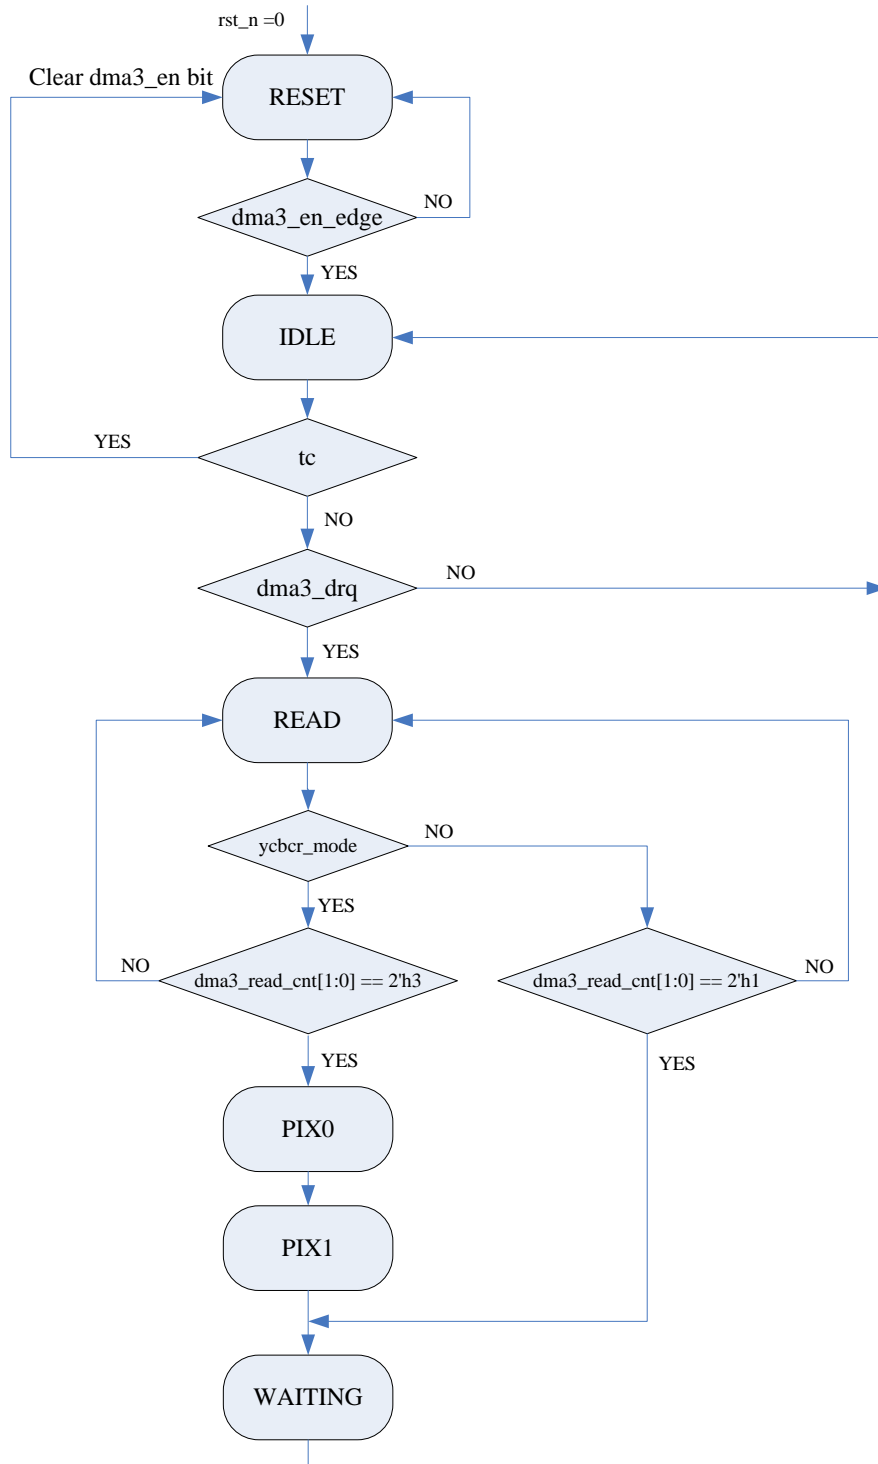 rst_n =0
Clear dma3_en bit
RESET
NO
dma3_en_edge
YES
IDLE
YES
tc
NO
dma3_drq
NO
YES
READ
ycbcr_mode
NO
YES
NO
dma3_read_cnt[1:0] == 2'h3
dma3_read_cnt[1:0] == 2'h1
NO
YES
YES
PIX0
PIX1
WAITING